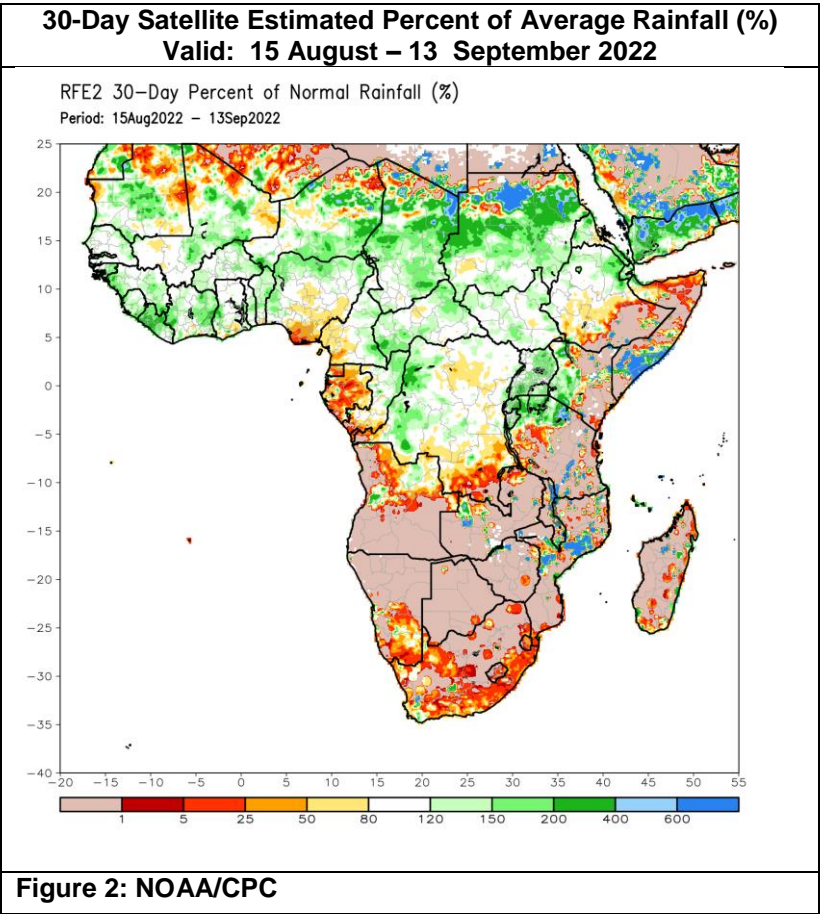 30-Day Satellite Estimated Percent of Average Rainfall (%)
Valid:  15 August – 13  September 2022
RFE2 30-Day Percent of Normal Rainfall (%)
Period: 15Aug2022 – 13Sep2022
25
20
15
10
5
0
-5
-10
-15
-20
-25
-30
-35
-40
-20 -15 -10 -5 0 5 10 15 20 25 30 35 40 45 50 55
1 5 25 50 80 120 150 200 400 600
Figure 2: NOAA/CPC